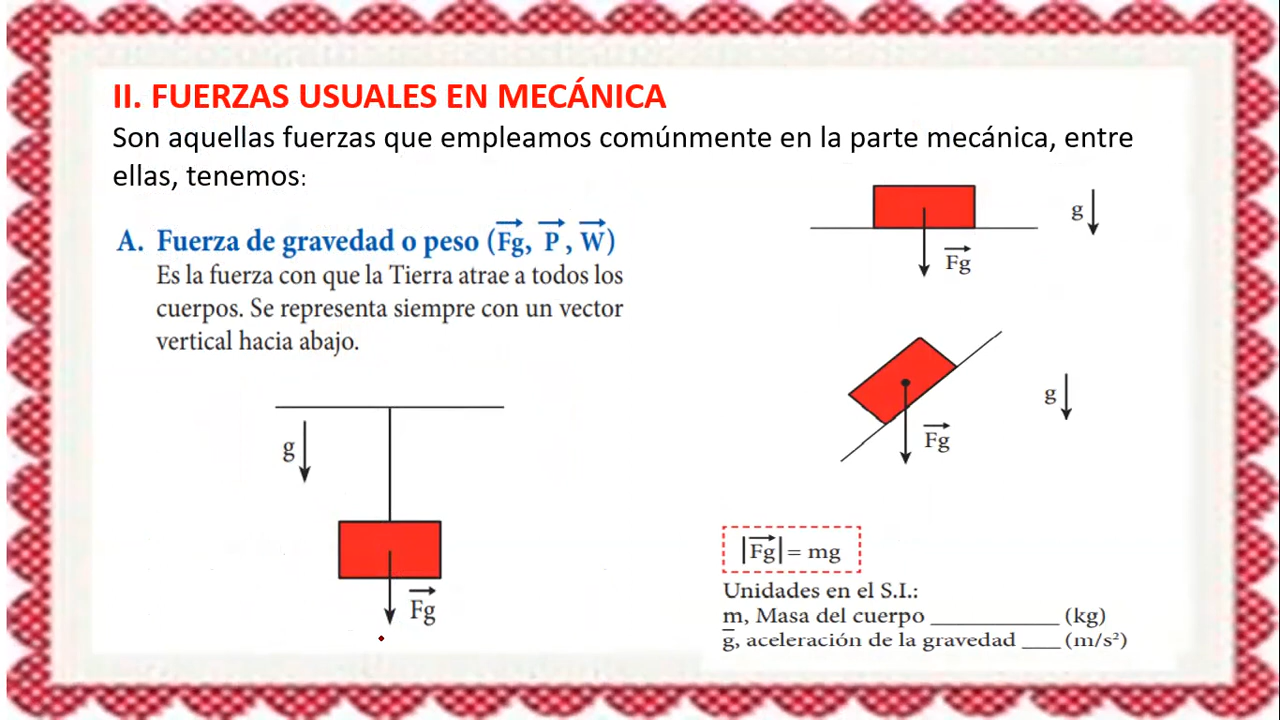 II. FUERZAS USUALES EN MECÁNICA
Son aquellas fuerzas que empleamos comúnmente en la parte mecánica, entre
ellas, tenemos:
A. Fuerza de gravedad o peso (Fg, P, W)
Es la fuerza con que la Tierra atrae a todos los
cuerpos. Se representa siempre con un vector
vertical hacia abajo.
g
Fg
g
Fg
g
Fg
|Fg| = mg
Unidades en el S.I.:
m, Masa del cuerpo ___________ (kg)
g, aceleración de la gravedad ___ (m/s²)